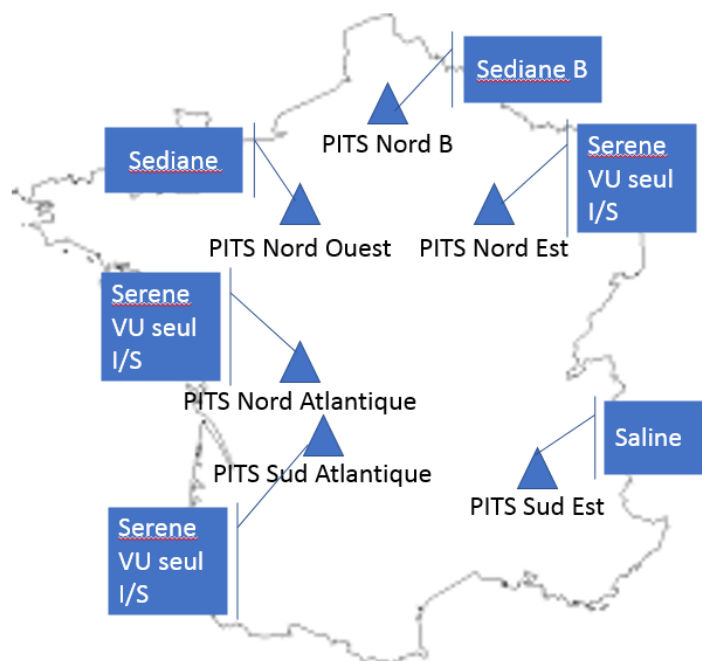 Sediane B
PITS Nord B
Sediane
Serene
VU seul
I/S
PITS Nord Ouest
PITS Nord Est
Serene
VU seul
I/S
PITS Nord Atlantique
Saline
PITS Sud Atlantique
PITS Sud Est
Serene
VU seul
I/S